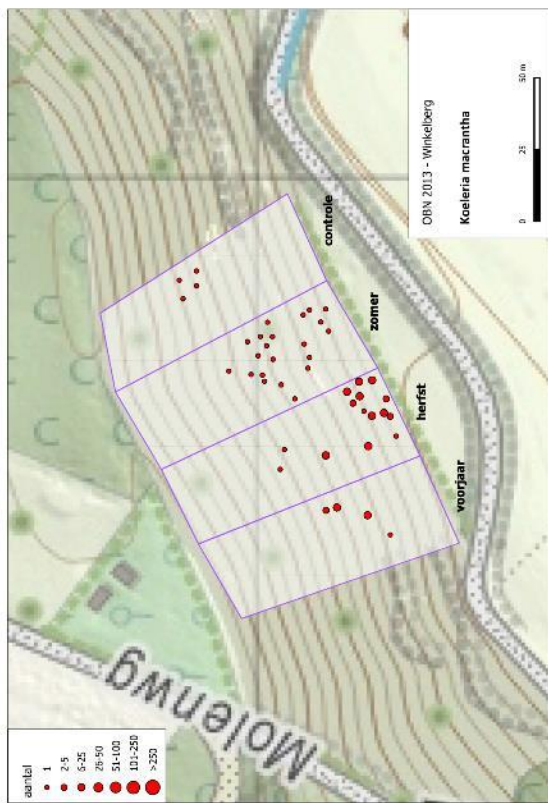 aantal
1
2-5
6-25
26-50
51-100
101-250
>250
Molenwg
voorjaar
herfst
zomer
controle
OBN 2013 - Winkelberg
Koeleria macrantha
0 25 50 m